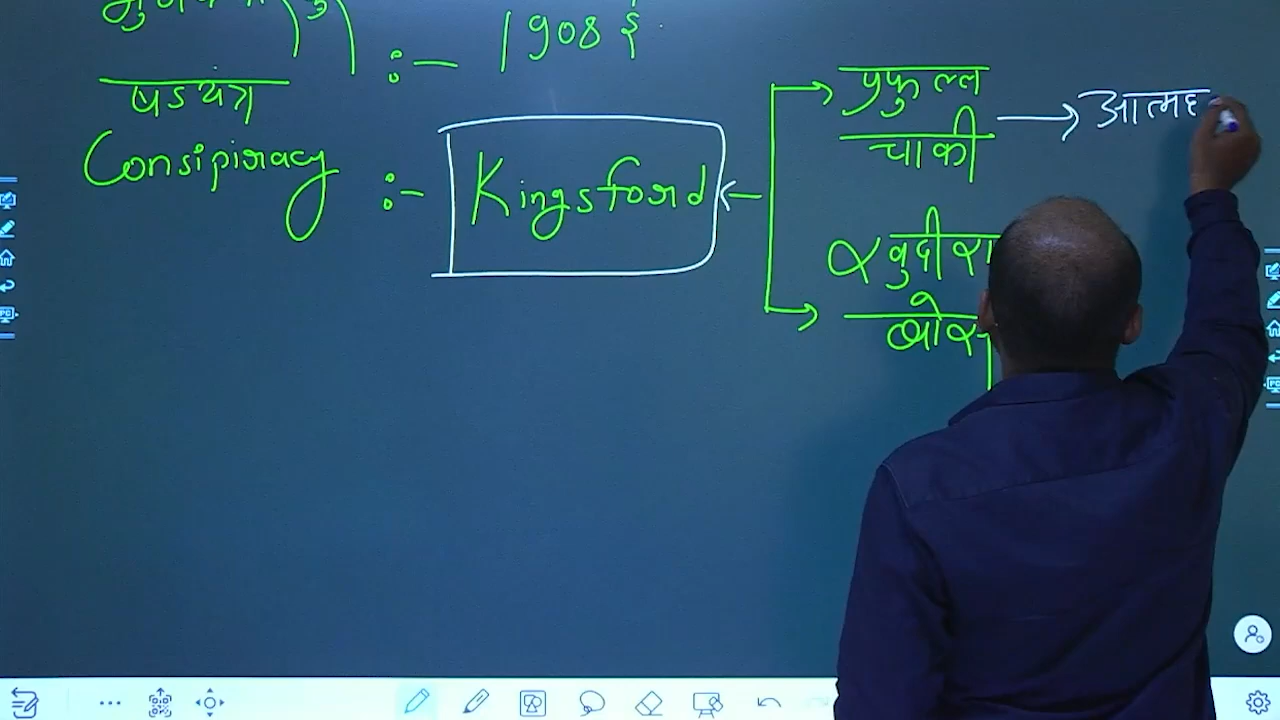 :- 1908 ई
षडयंत्र
Consipiracy :- Kingsford
प्रफुल्ल
चाकी → आत्मह
खुदीरा
बोस